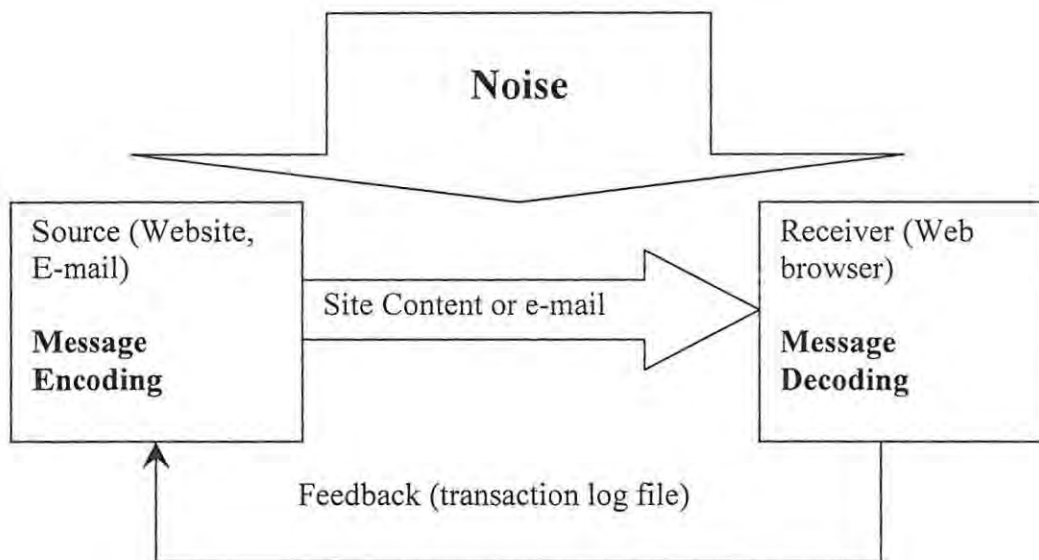 Noise
Source (Website,
E-mail)
Message
Encoding
Site Content or e-mail
Receiver (Web
browser)
Message
Decoding
Feedback (transaction log file)